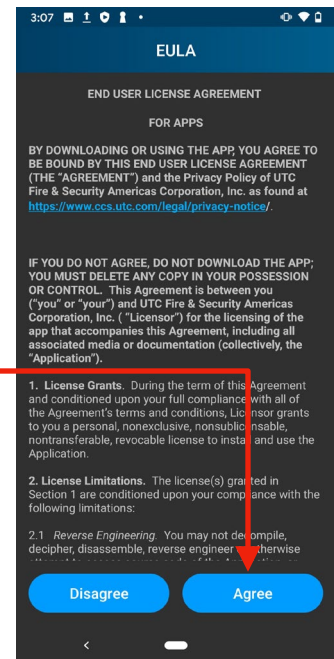 3:07
EULA
END USER LICENSE AGREEMENT
FOR APPS
BY DOWNLOADING OR USING THE APP, YOU AGREE TO
BE BOUND BY THIS END USER LICENSE AGREEMENT
(THE “AGREEMENT”) and the Privacy Policy of UTC
Fire & Security Americas Corporation, Inc. as found at
https://www.ccs.utc.com/legal/privacy-notice/.
IF YOU DO NOT AGREE, DO NOT DOWNLOAD THE APP;
YOU MUST DELETE ANY COPY IN YOUR POSSESSION
OR CONTROL. This Agreement is between you
(“you” or “your”) and UTC Fire & Security Americas
Corporation, Inc. ( “Licensor”) for the licensing of the
app that accompanies this Agreement, including all
associated media or documentation (collectively, the
“Application”).
1. License Grants. During the term of this Agreement
and conditioned upon your full compliance with all of
the Agreement's terms and conditions, Licensor grants
to you a personal, nonexclusive, nonsublicensable,
nontransferable, revocable license to install and use the
Application.
2. License Limitations. The license(s) granted in
Section 1 are conditioned upon your compliance with the
following limitations:
2.1 Reverse Engineering. You may not decompile,
decipher, disassemble, reverse engineer otherwise
Disagree
Agree